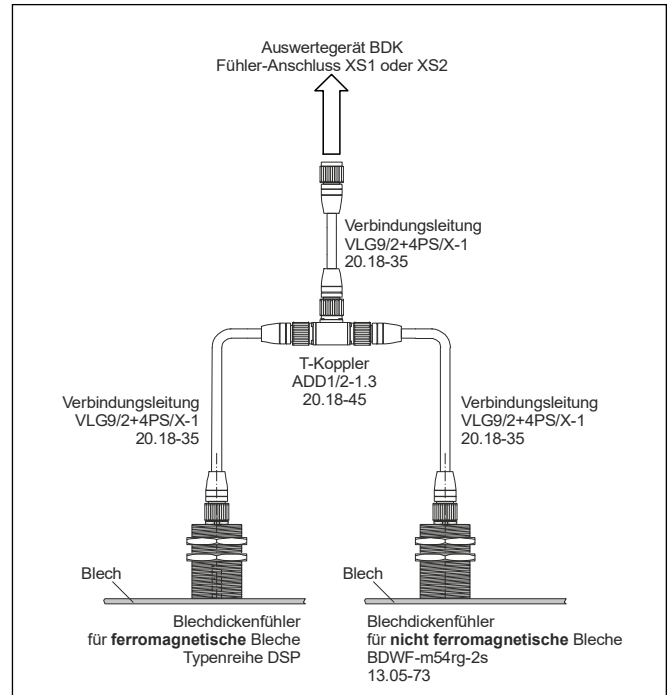 Auswertegerät BDK
Fühler-Anschluss XS1 oder XS2
Verbindungsleitung
VLG9/2+4PS/X-1
20.18-35
T-Koppler
ADD1/2-1.3
20.18-45
Verbindungsleitung
VLG9/2+4PS/X-1
20.18-35
Verbindungsleitung
VLG9/2+4PS/X-1
20.18-35
Blech
Blech
Blechdickenfühler
für ferromagnetische Bleche
Typenreihe DSP
Blechdickenfühler
für nicht ferromagnetische Bleche
BDWF-m54rg-2s
13.05-73